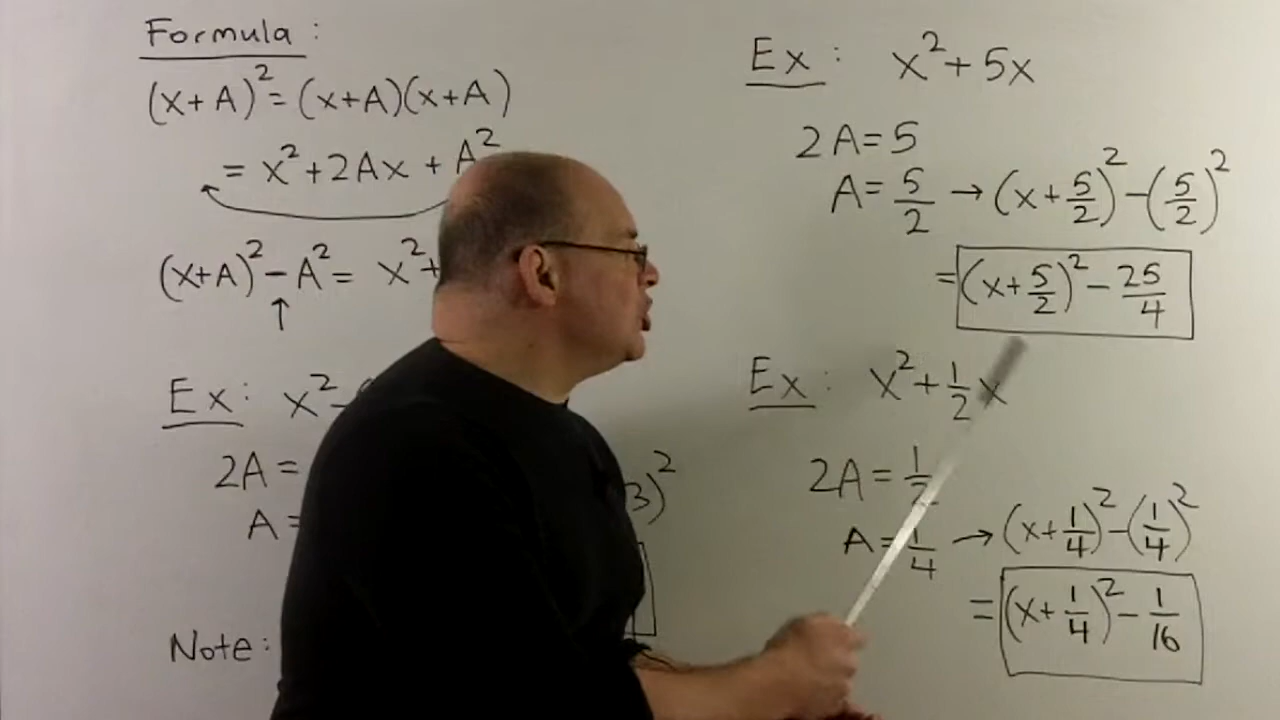 Formula:
(x+A)²=(x+A)(x+A)
= x²+2Ax + A²
(x+A)²-A²= x²+
Ex: x²-
2A=
A=
3)²
Note:
Ex: x²+5x
2A=5
A=5/2 → (x+5/2)²-(5/2)²
=(x+5/2)²-25/4
Ex: x²+1/2x
2A=1/2
A=1/4 → (x+1/4)²-(1/4)²
=(x+1/4)²-1/16